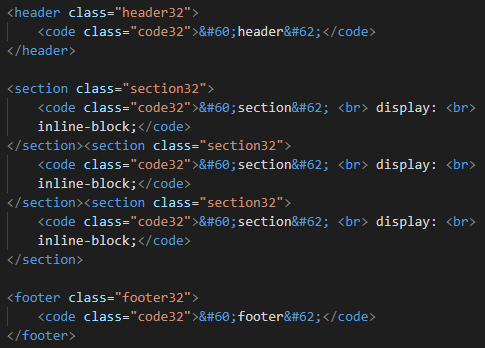 <header class="header32">
<code class="code32">&#60;header&#62;</code>
</header>
<section class="section32">
<code class="code32">&#60;section&#62; <br> display: <br>
inline-block;</code>
</section><section class="section32">
<code class="code32">&#60;section&#62; <br> display: <br>
inline-block;</code>
</section><section class="section32">
<code class="code32">&#60;section&#62; <br> display: <br>
inline-block;</code>
</section>
<footer class="footer32">
<code class="code32">&#60;footer&#62;</code>
</footer>